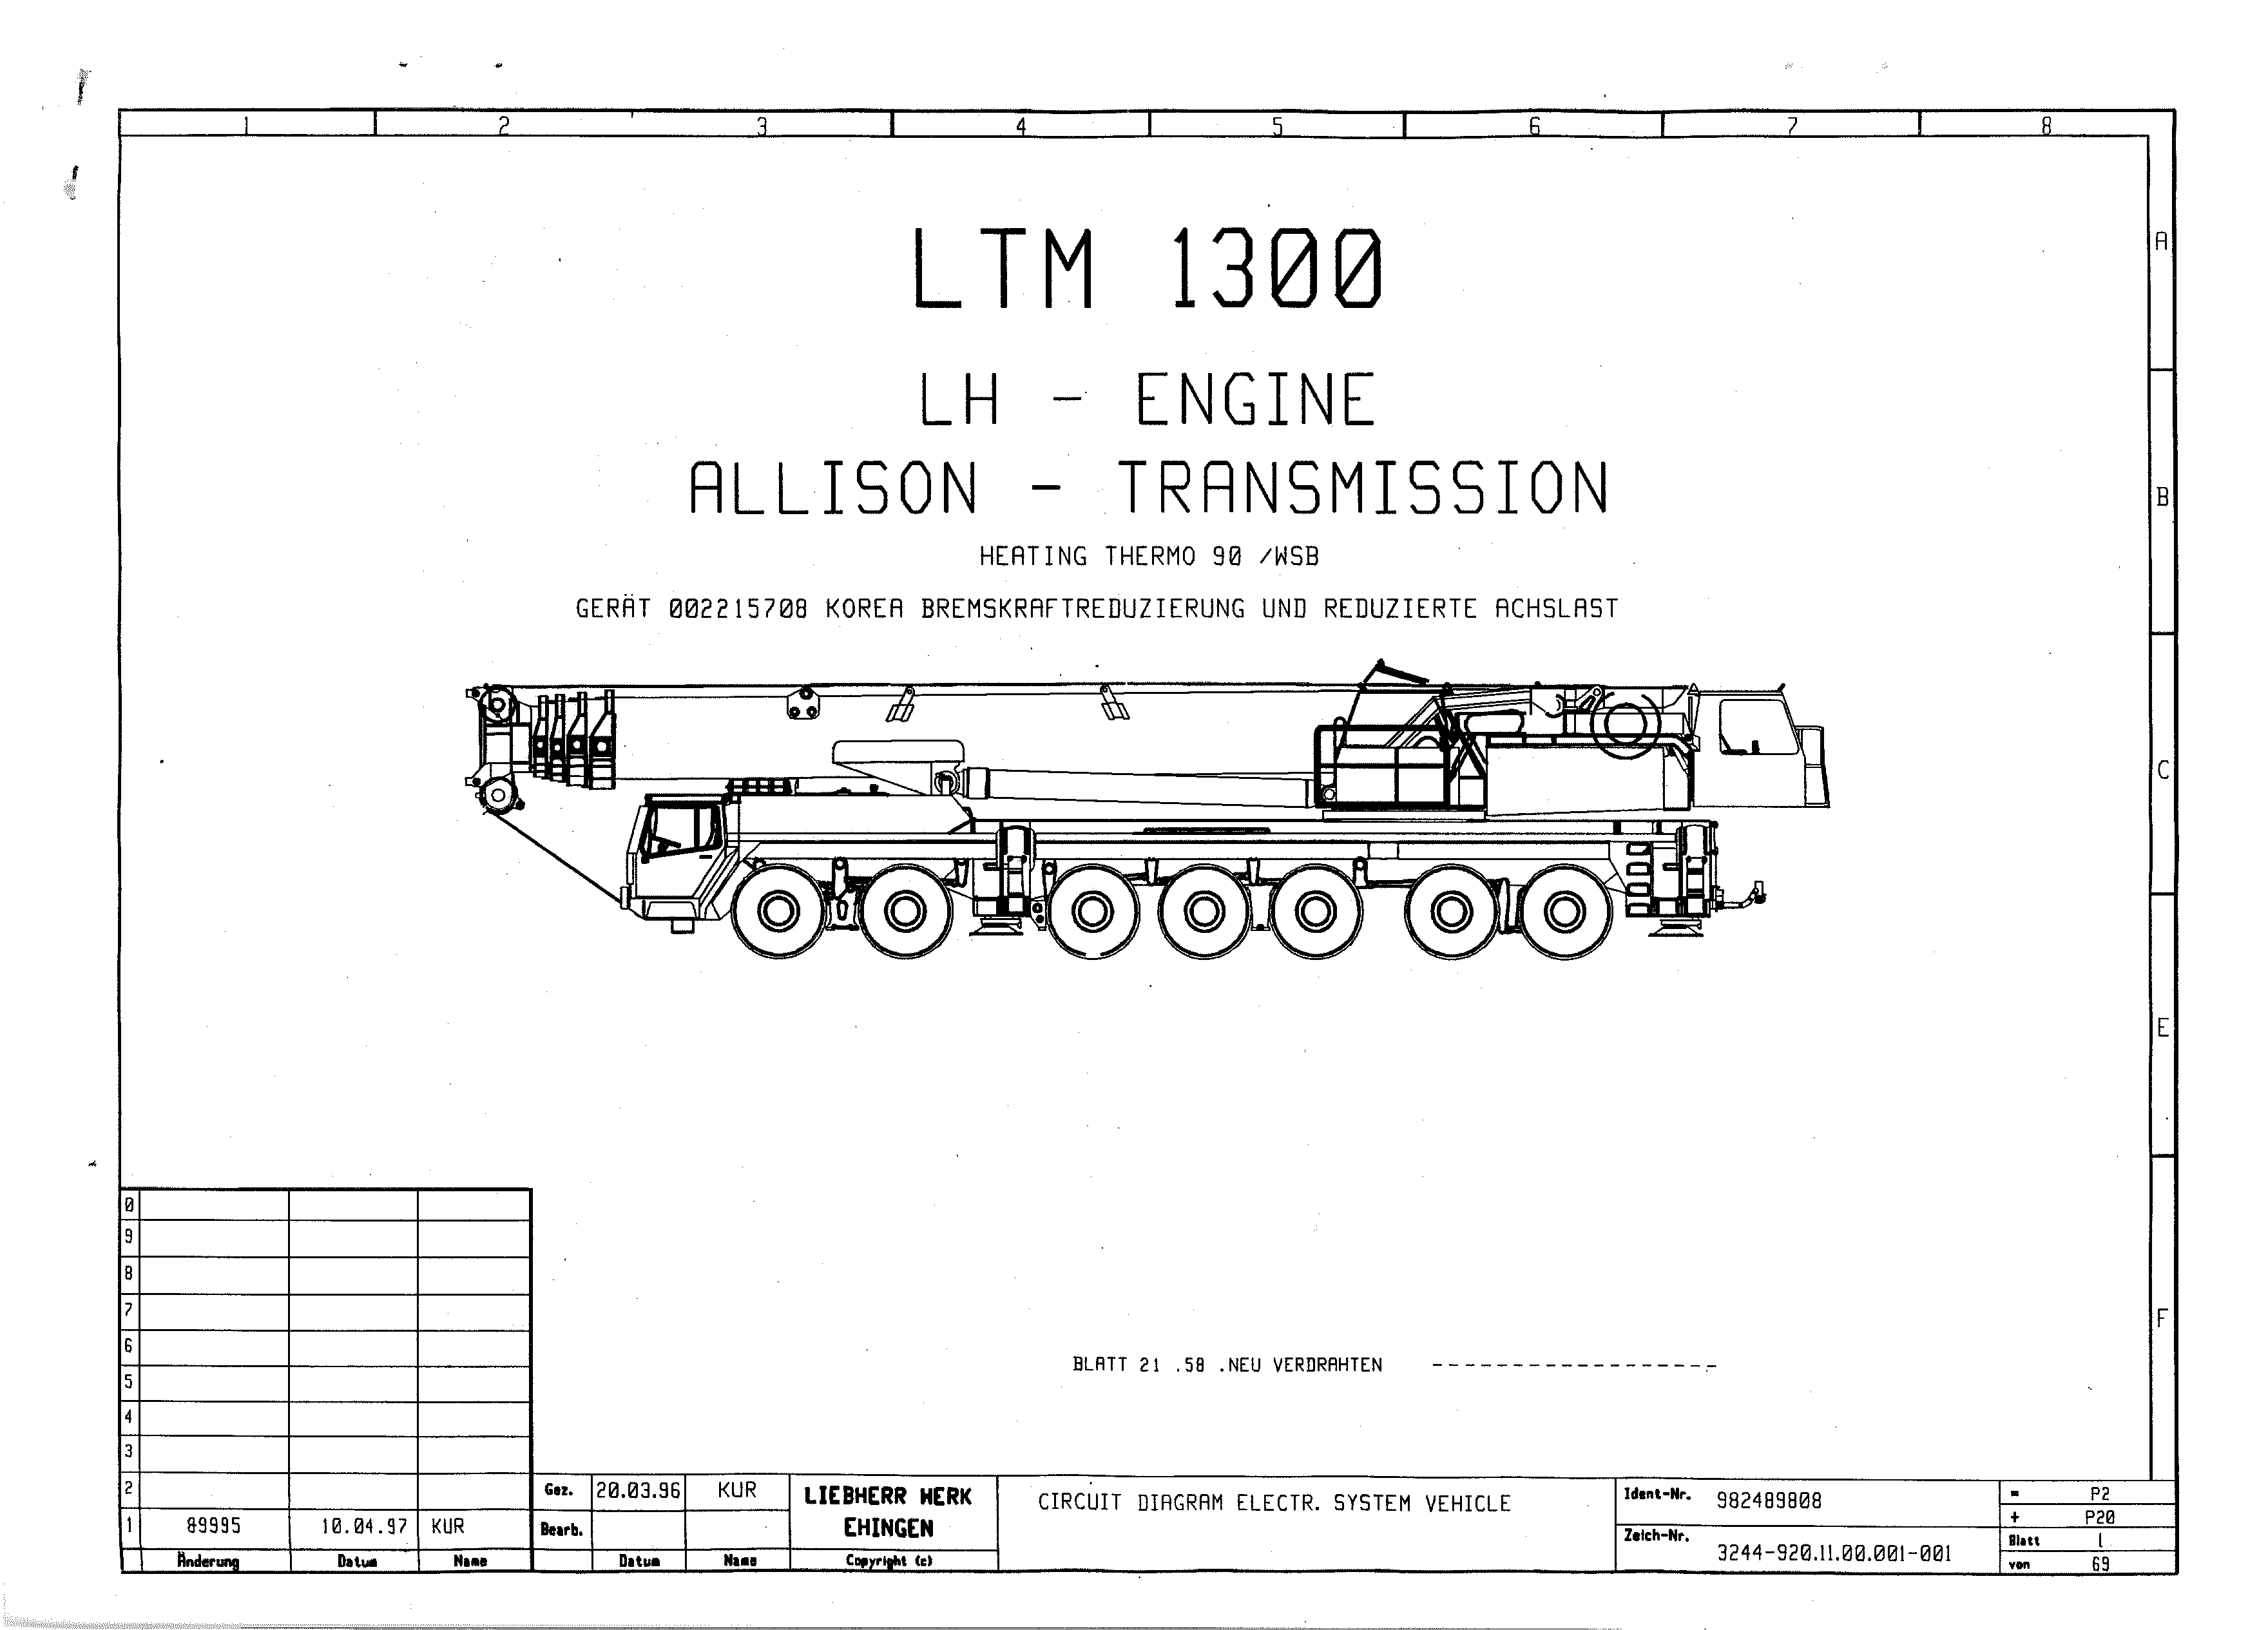 1 2 3 4 5 6 7 8
LTM 1300
A
LH - ENGINE
ALLISON - TRANSMISSION
B
HEATING THERMO 90 /WSB
GERÄT 002215708 KOREA BREMSKRAFTREDUZIERUNG UND REDUZIERTE ACHSLAST
C
E
F
0
9
8
7
6
5
4
3
2
1 89995 10.04.97 KUR
Änderung Datum Name
BLATT 21 .58 .NEU VERDRAHTEN ------------------
Gez. 20.03.96 KUR
Bearb.
Datum Name
LIEBHERR WERK
EHINGEN
Copyright (c)
CIRCUIT DIAGRAM ELECTR. SYSTEM VEHICLE
Ident-Nr. 982489808
Zeich-Nr. 3244-920.11.00.001-001
= P2
+ P20
Blatt 1
von 69